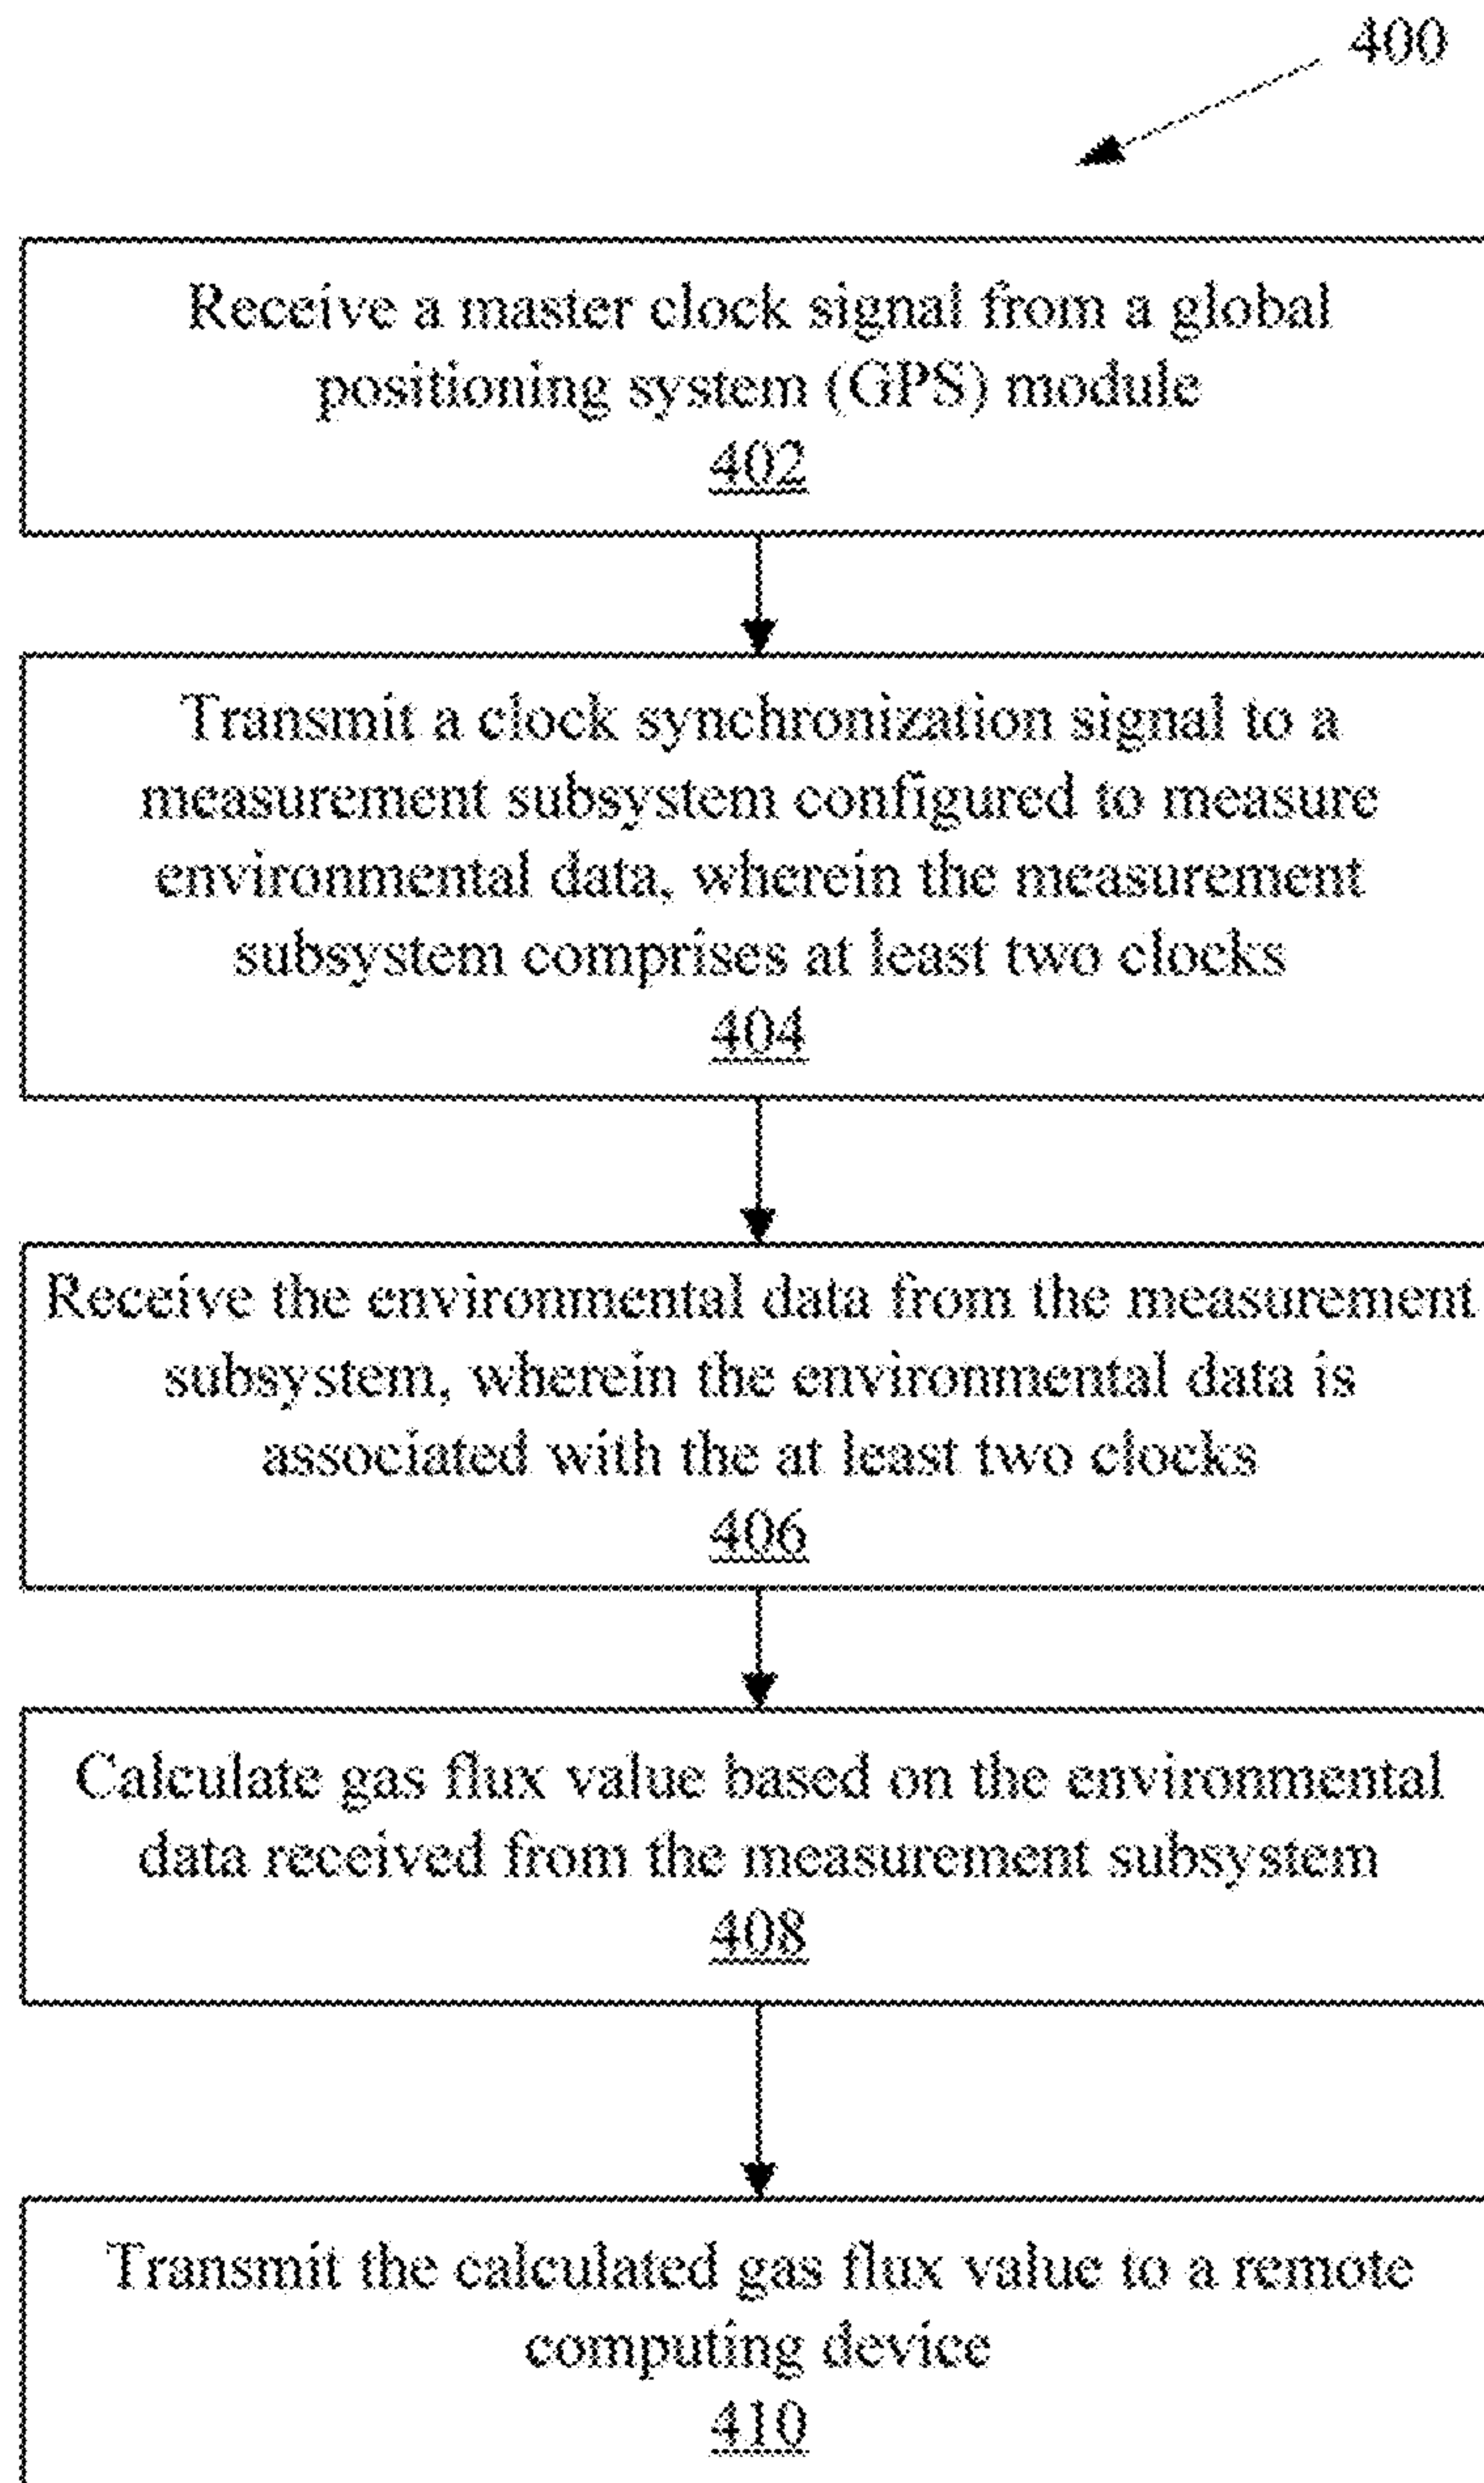 400
Receive a master clock signal from a global
positioning system (GPS) module
402
Transmit a clock synchronization signal to a
measurement subsystem configured to measure
environmental data, wherein the measurement
subsystem comprises at least two clocks
404
Receive the environmental data from the measurement
subsystem, wherein the environmental data is
associated with the at least two clocks
406
Calculate gas flux value based on the environmental
data received from the measurement subsystem
408
Transmit the calculated gas flux value to a remote
computing device
410